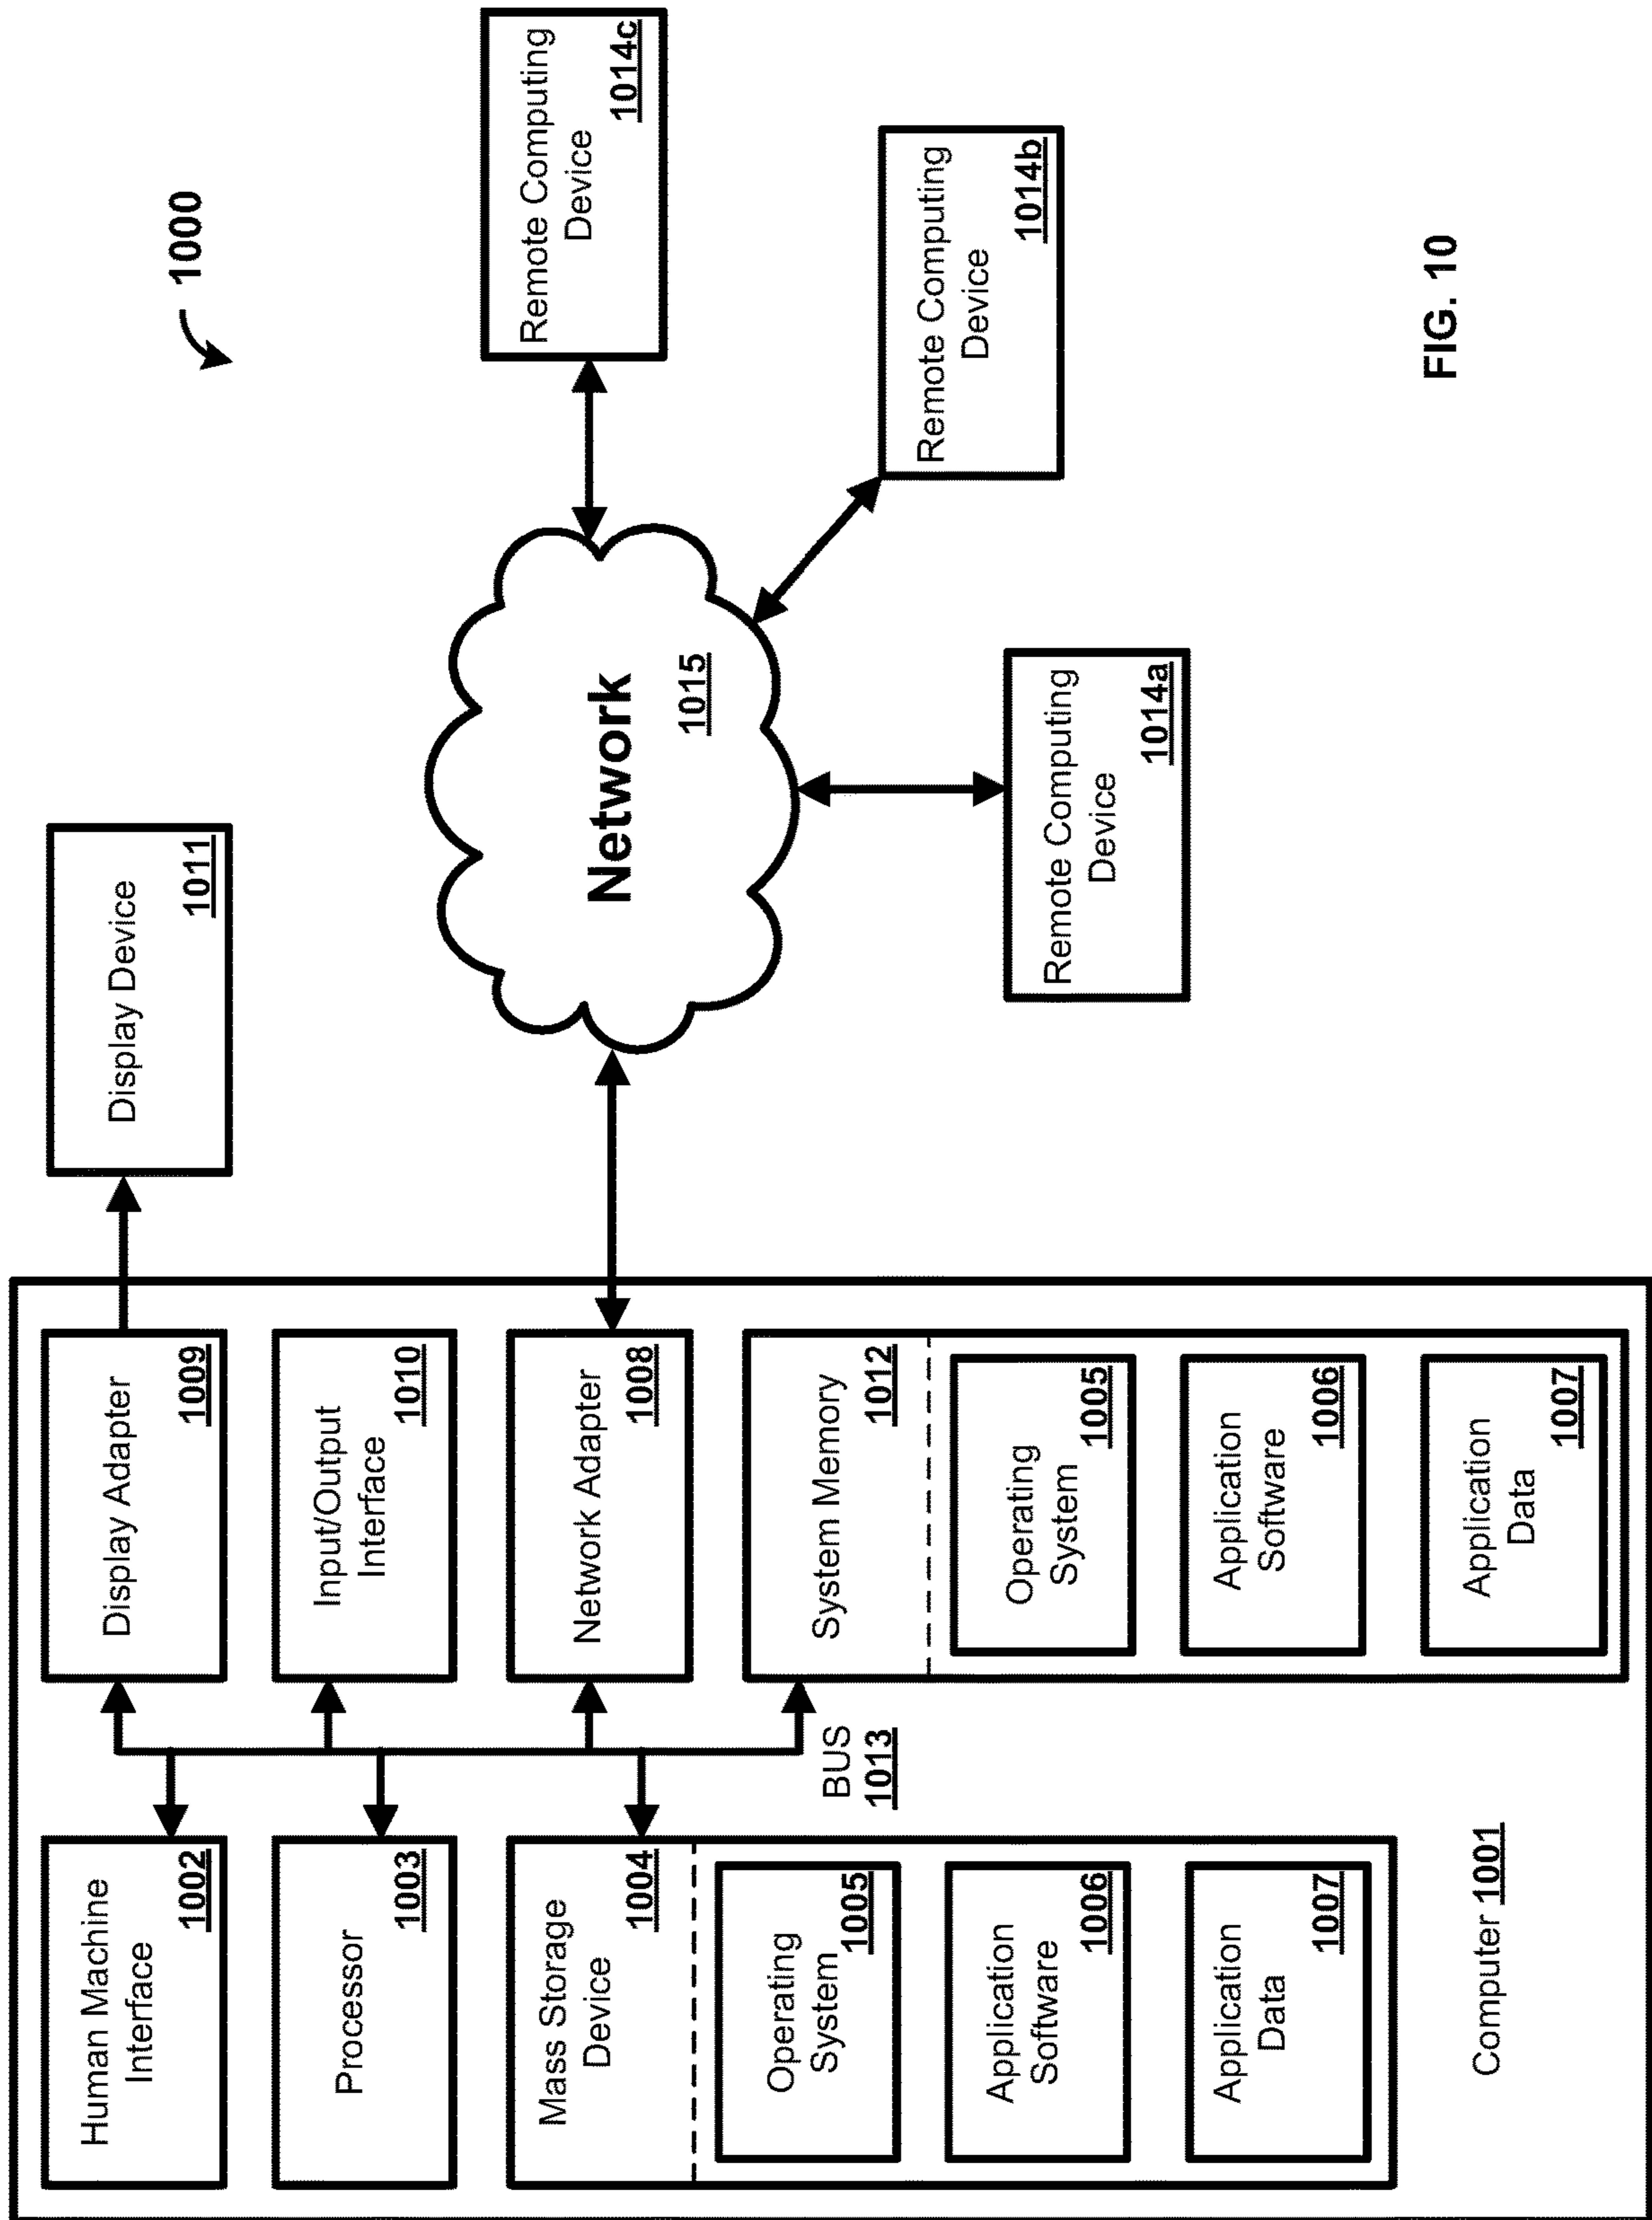 1000
Human Machine
Interface
1002
Processor
1003
Mass Storage
Device
1004
Operating
System
1005
Application
Software
1006
Application
Data
1007
Computer 1001
BUS
1013
Display Adapter
1009
Input/Output
Interface
1010
Network Adapter
1008
System Memory
1012
Operating
System
1005
Application
Software
1006
Application
Data
1007
Display Device
1011
Network
1015
Remote Computing
Device
1014a
Remote Computing
Device
1014b
Remote Computing
Device
1014c
FIG. 10